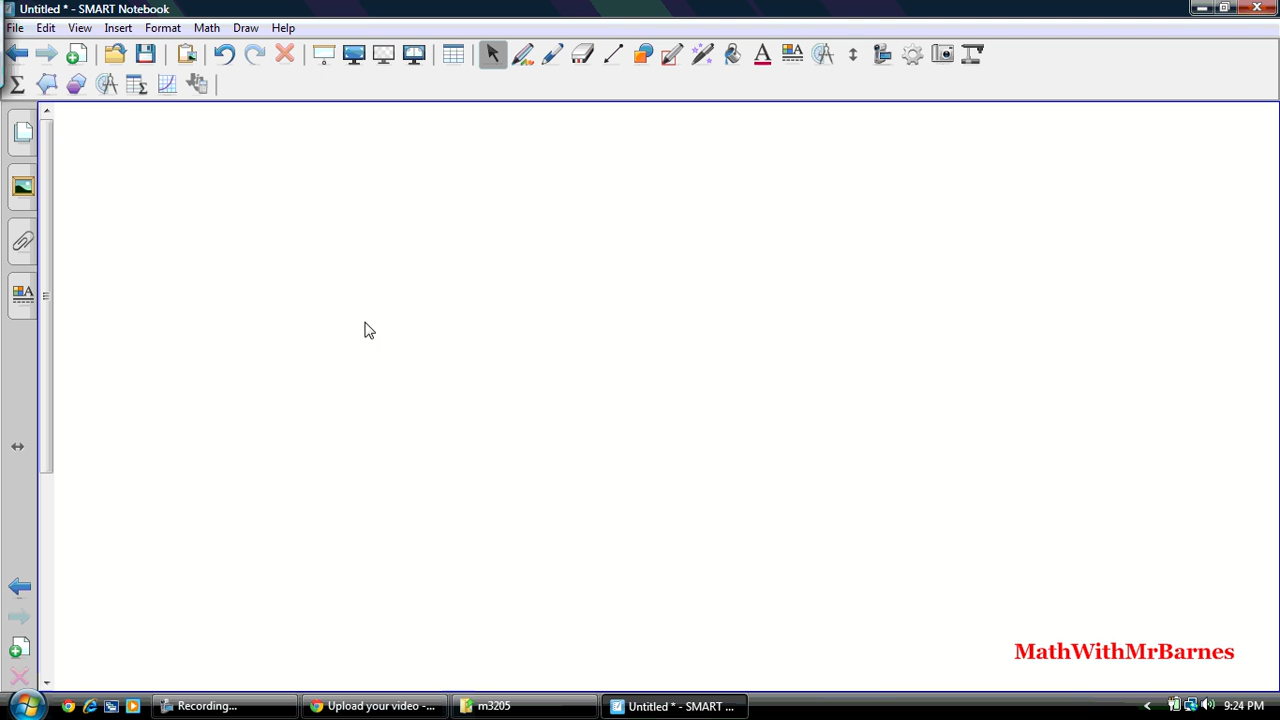 Untitled * - SMART Notebook
File Edit View Insert Format Math Draw Help
MathWithMrBarnes
Recording... Upload your video -... m3205 Untitled * - SMART ... 9:24 PM